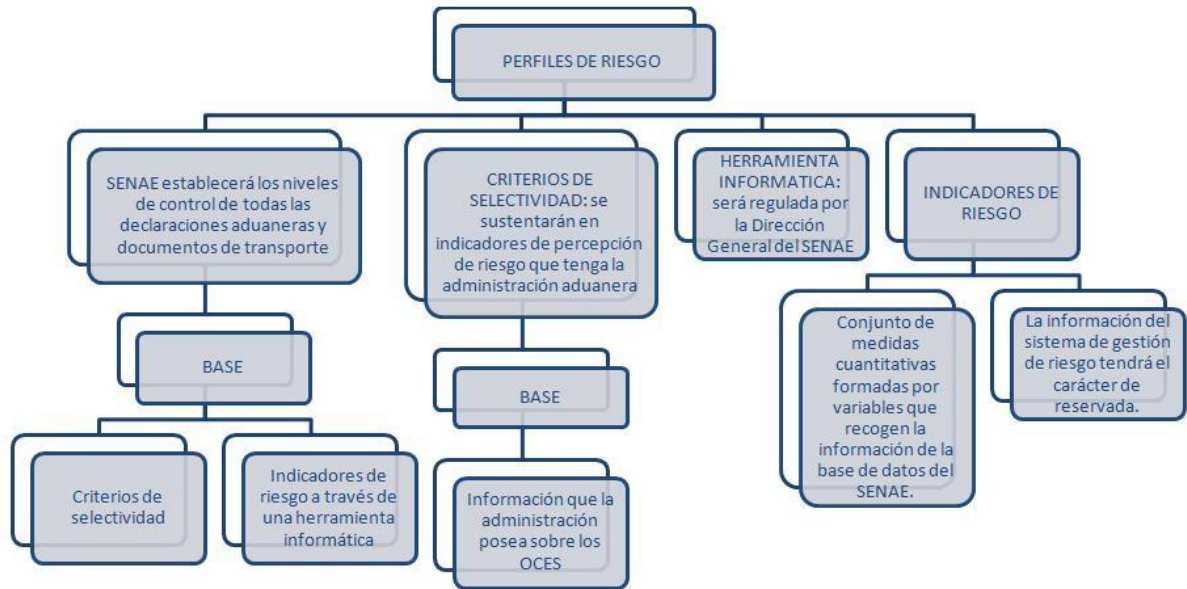 PERFILES DE RIESGO
SENAE establecerá los niveles
de control de todas las
declaraciones aduaneras y
documentos de transporte
CRITERIOS DE
SELECTIVIDAD: se
sustentarán en
indicadores de percepción
de riesgo que tenga la
administración aduanera
HERRAMIENTA
INFORMATICA:
será regulada por
la Dirección
General del SENAE
INDICADORES DE
RIESGO
BASE
BASE
Conjunto de
medidas
cuantitativas
formadas por
variables que
recogen la
información de la
base de datos del
SENAE.
La información del
sistema de gestión
de riesgo tendrá el
carácter de
reservada.
Criterios de
selectividad
Indicadores de
riesgo a través de
una herramienta
informática
Información que la
administración
posea sobre los
OCES